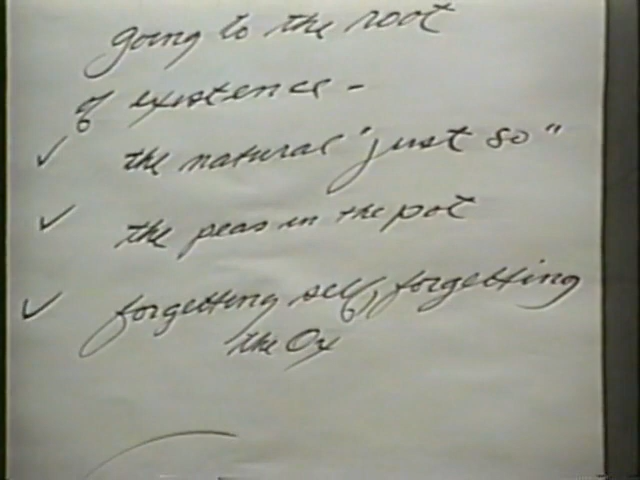 going to the root
of existence -
✓ the natural "just so"
✓ the peas in the pot
✓ forgetting self, forgetting
the Ox